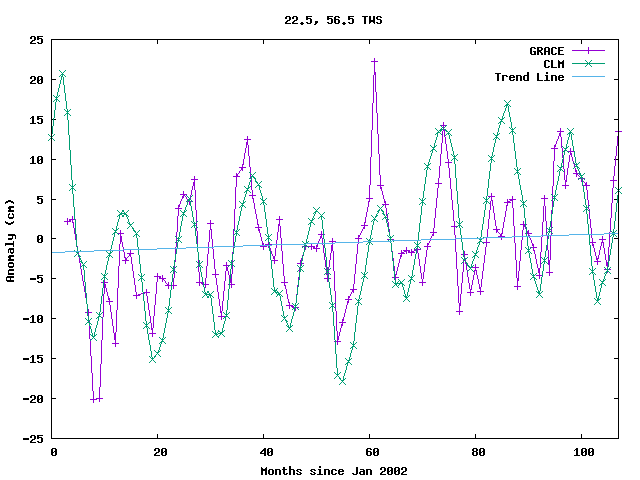 22.5, 56.5 TWS
GRACE
CLM
Trend Line
25
20
15
10
5
0
-5
-10
-15
-20
-25
Anomaly (cm)
0 20 40 60 80 100
Months since Jan 2002